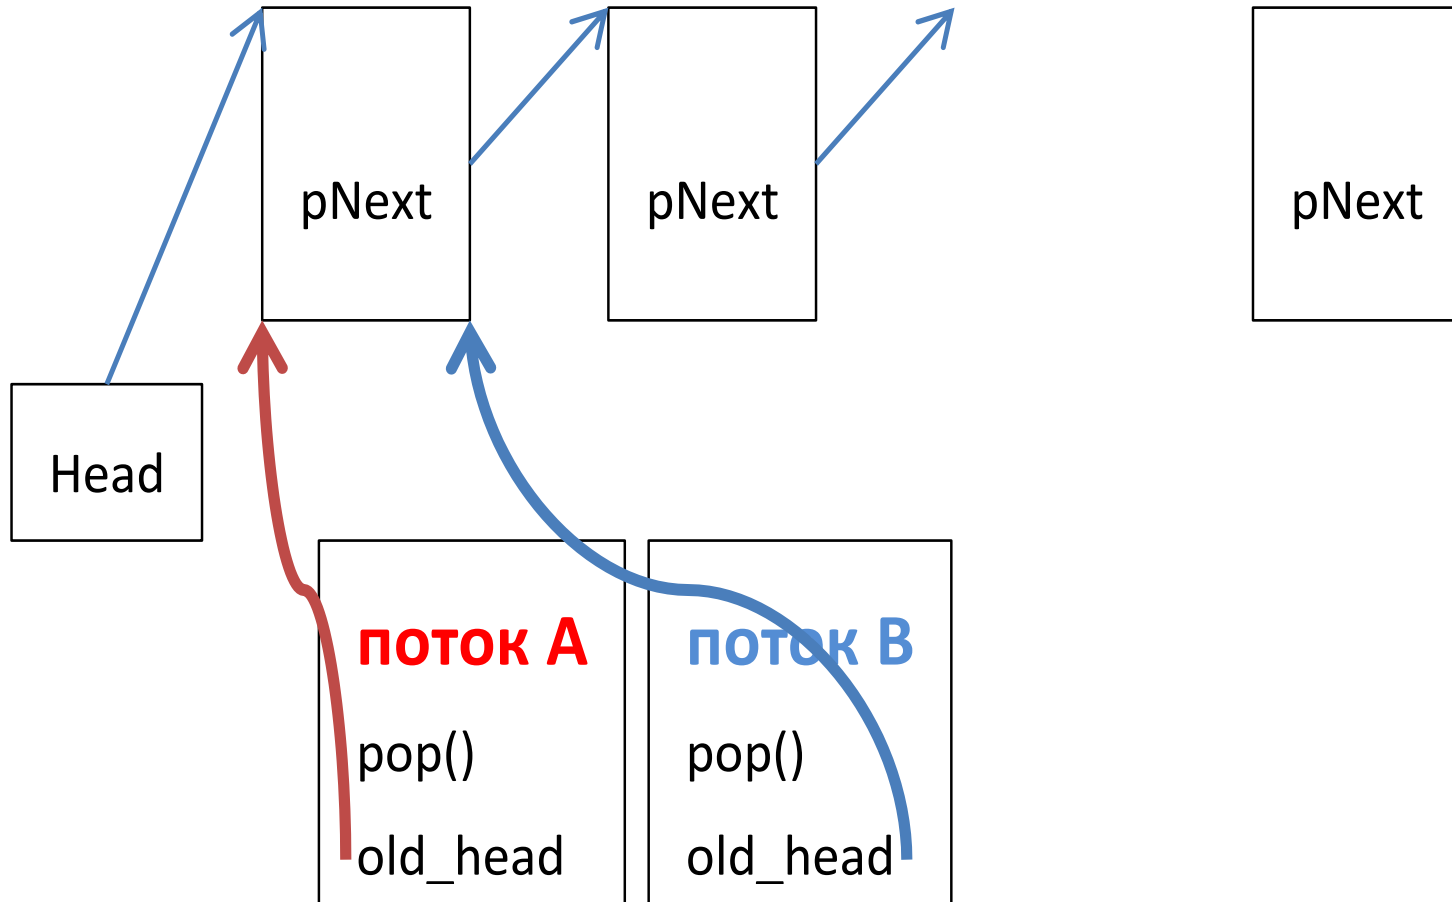 pNext
pNext
pNext
Head
поток A
pop()
old_head
поток B
pop()
old_head